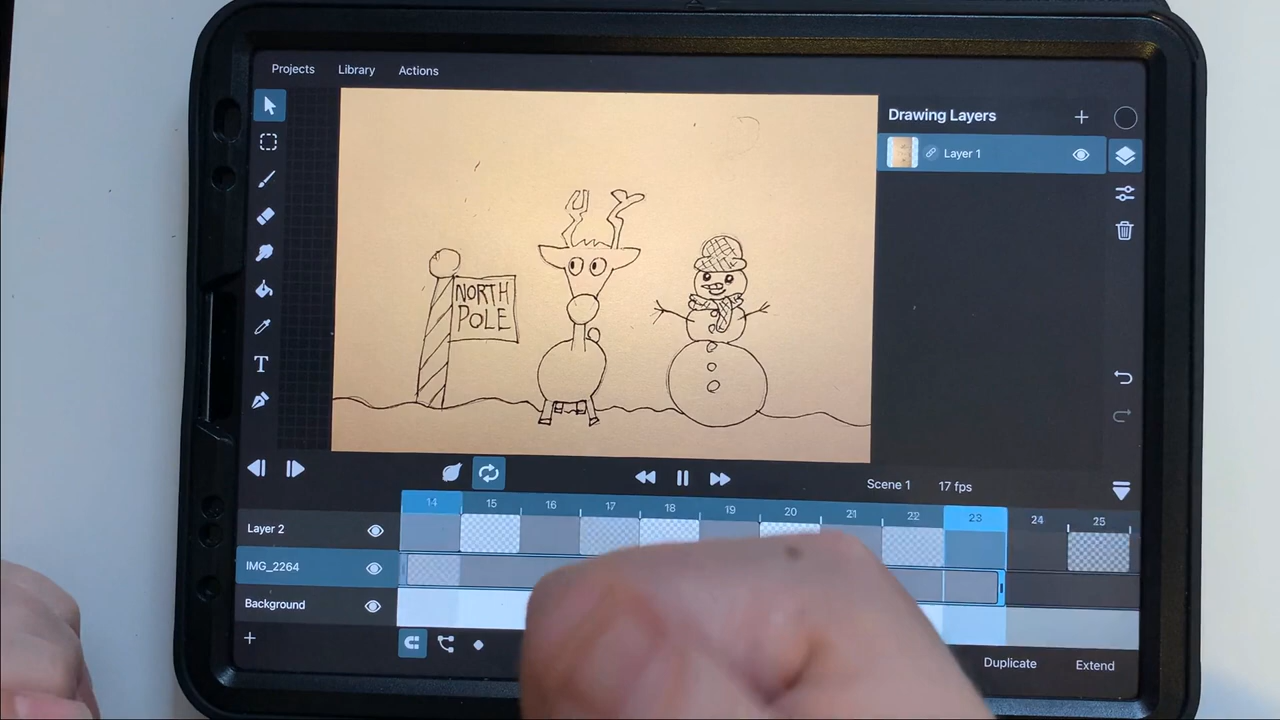 Projects Library Actions
Drawing Layers
Layer 1
NORTH
POLE
Scene 1 17 fps
14 15 16 17 18 19 20 21 22 23 24 25
Layer 2
IMG_2264
Background
T
Duplicate Extend